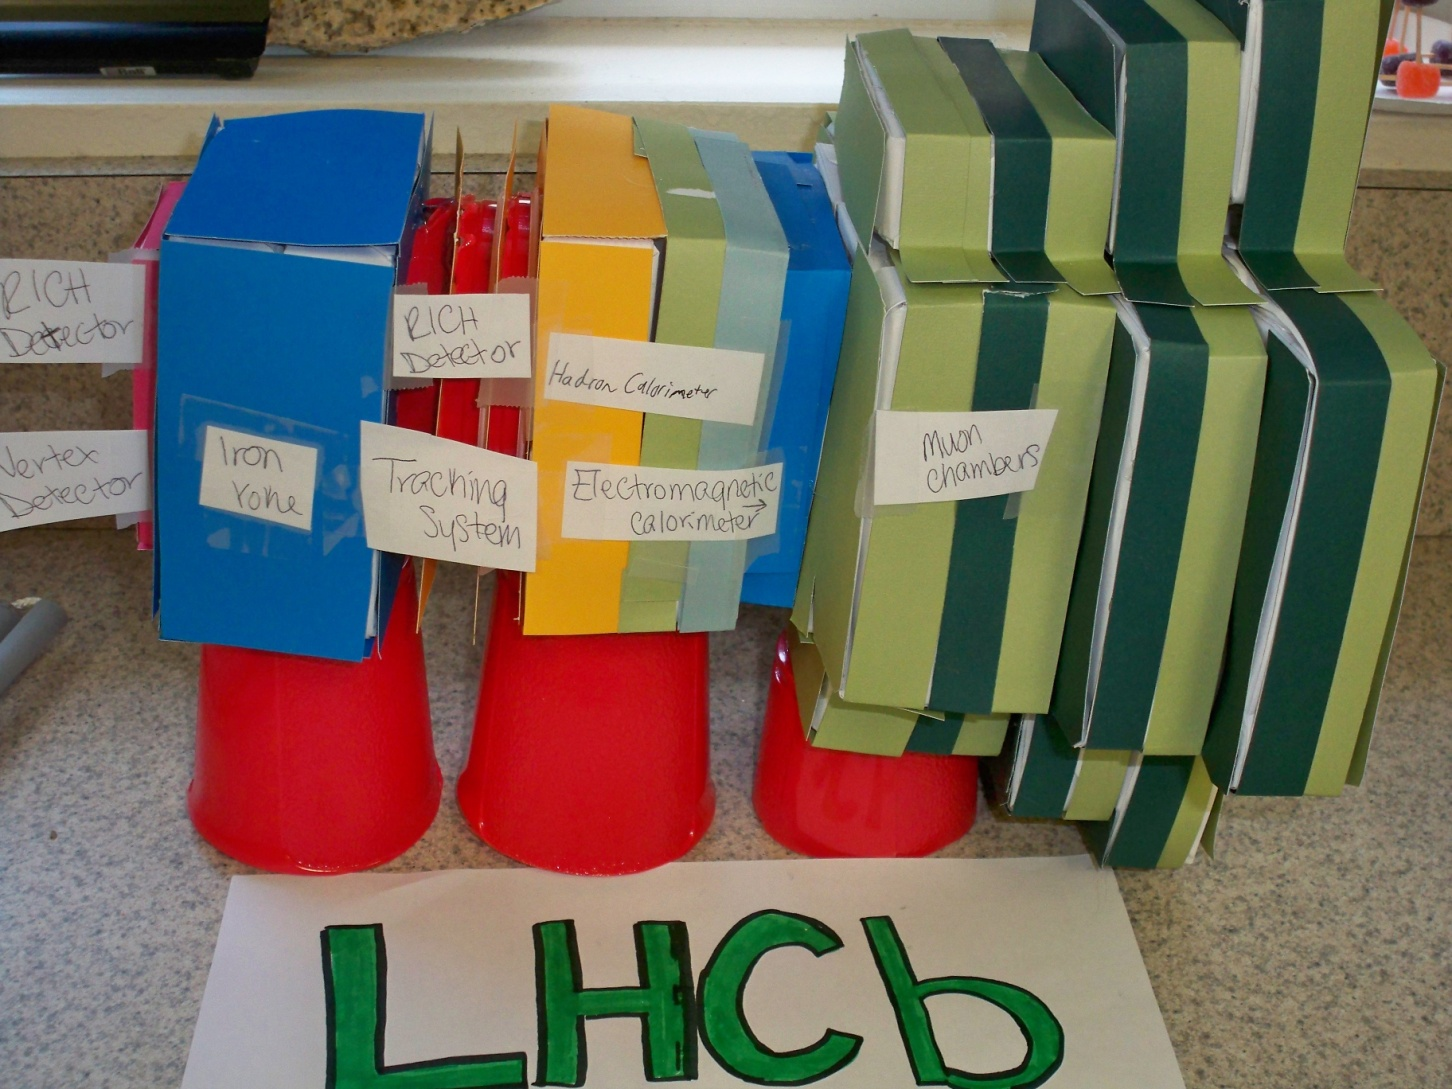 RICH
Detector
Vertex
Detector
Iron
Yoke
RICH
Detector
Tracking
System
Hadron Calorimeter
Electromagnetic
calorimeter →
Muon
chambers
LHCb